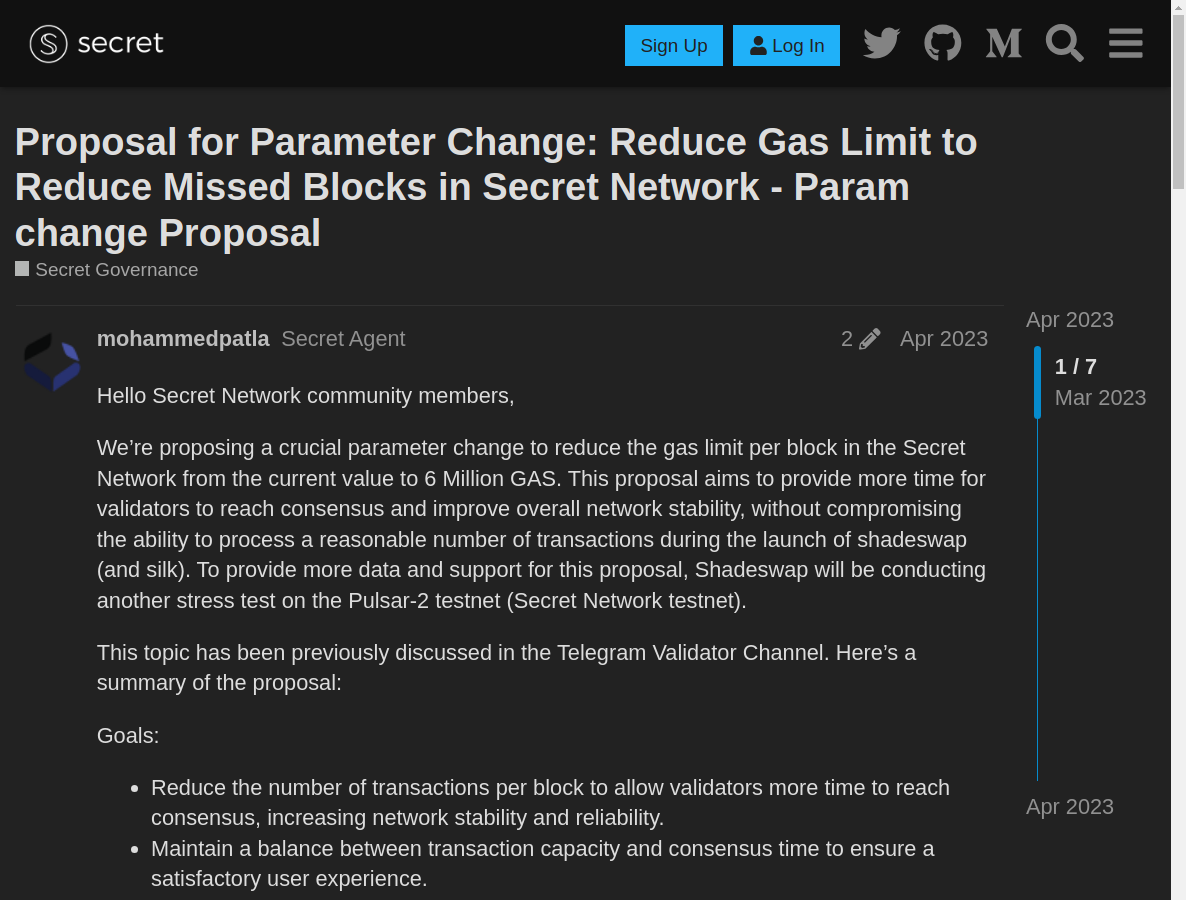 secret
Sign Up
Log In
Proposal for Parameter Change: Reduce Gas Limit to
Reduce Missed Blocks in Secret Network - Param
change Proposal
Secret Governance
mohammedpatla Secret Agent
2
Apr 2023
Hello Secret Network community members,
We’re proposing a crucial parameter change to reduce the gas limit per block in the Secret
Network from the current value to 6 Million GAS. This proposal aims to provide more time for
validators to reach consensus and improve overall network stability, without compromising
the ability to process a reasonable number of transactions during the launch of shadeswap
(and silk). To provide more data and support for this proposal, Shadeswap will be conducting
another stress test on the Pulsar-2 testnet (Secret Network testnet).
This topic has been previously discussed in the Telegram Validator Channel. Here’s a
summary of the proposal:
Goals:
• Reduce the number of transactions per block to allow validators more time to reach
consensus, increasing network stability and reliability.
• Maintain a balance between transaction capacity and consensus time to ensure a
satisfactory user experience.
Apr 2023
1 / 7
Mar 2023
Apr 2023